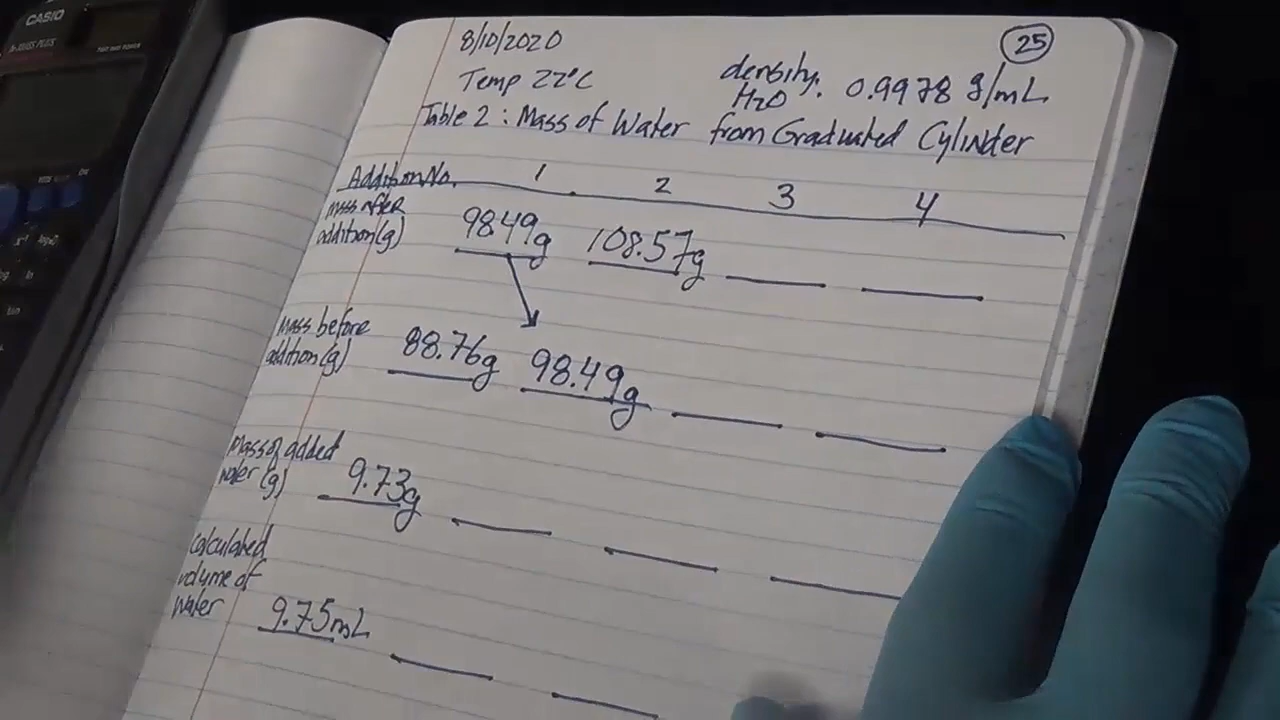 CASIO
8/10/2020
25
Temp 22°C
density H2O: 0.9978 g/mL
Table 2 : Mass of Water from Graduated Cylinder
Addition No. 1 2 3 4
Mass after addition (g) 98.49g 108.57g
Mass before addition (g) 88.76g 98.49g
Mass of added water (g) 9.73g
Calculated volume of water 9.75mL